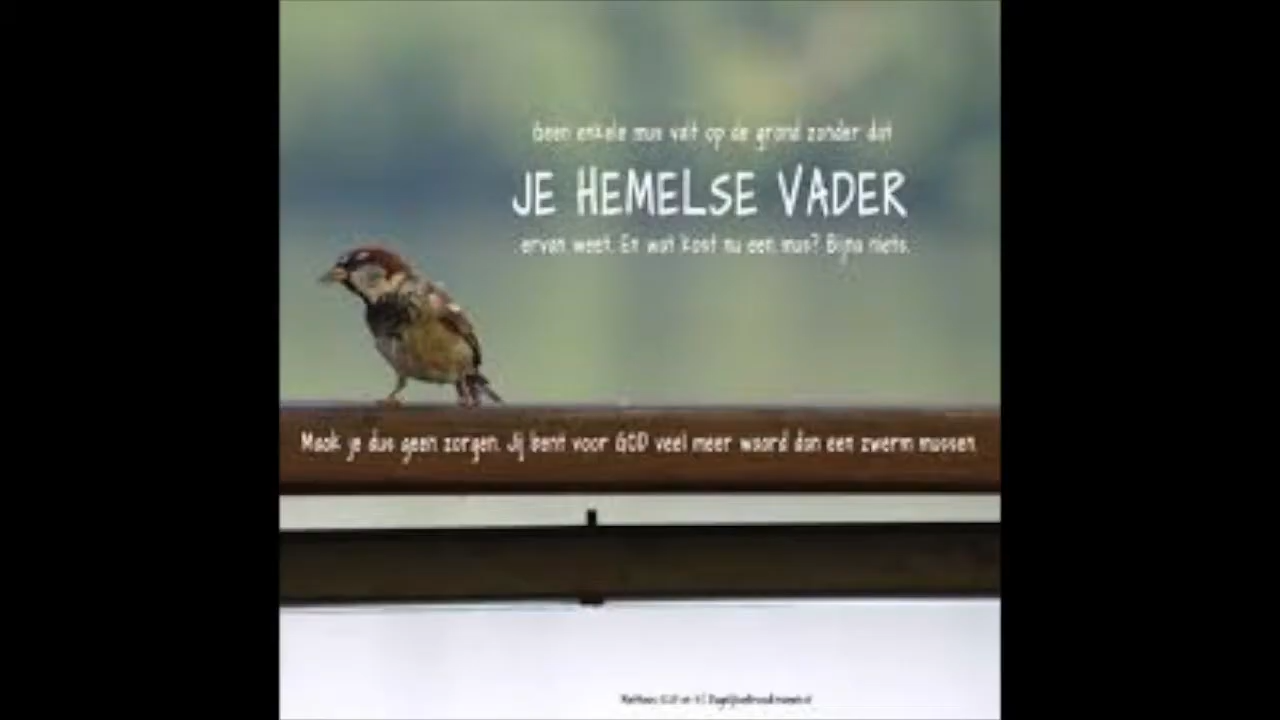 Geen enkele mus valt op de grond zonder dat
JE HEMELSE VADER
ervan weet. En wat kost nu een mus? Bijna niets.
Maak je dus geen zorgen. Jij bent voor GOD veel meer waard dan een zwerm mussen.